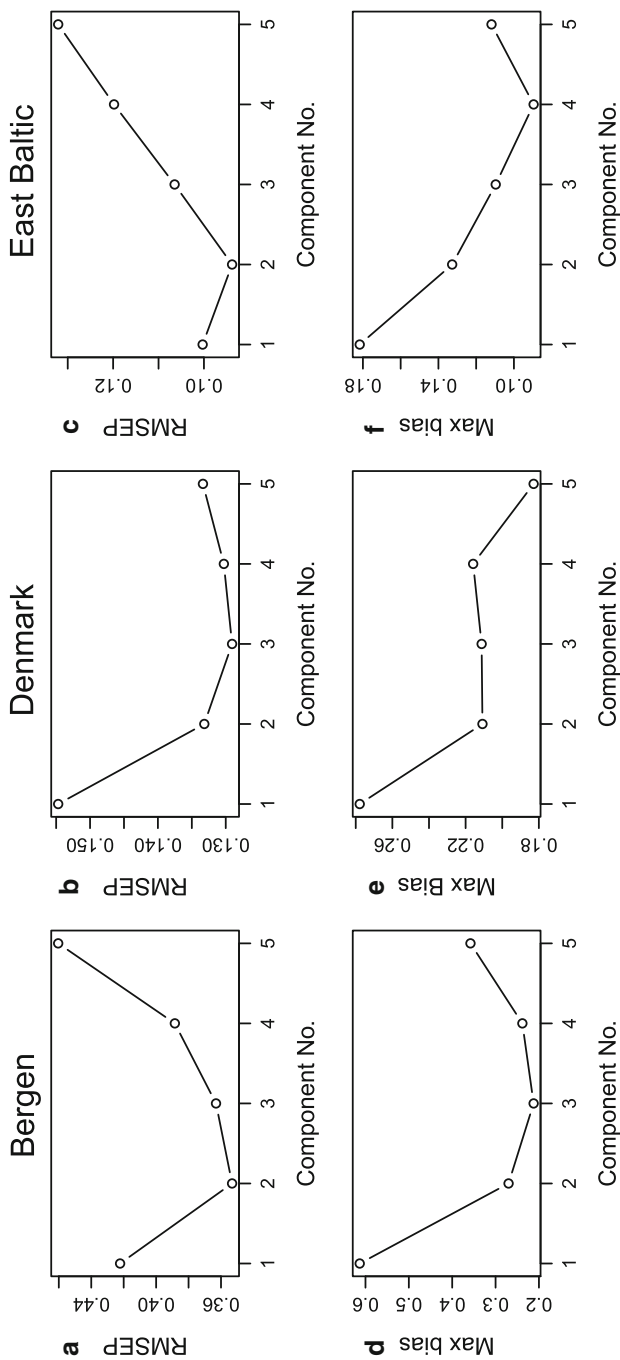 Bergen
Denmark
East Baltic
a
RMSEP
0.36 0.40 0.44
1 2 3 4 5
Component No.
b
RMSEP
0.130 0.140 0.150
1 2 3 4 5
Component No.
c
RMSEP
0.10 0.12
1 2 3 4 5
Component No.
d
Max bias
0.2 0.3 0.4 0.5 0.6
1 2 3 4 5
Component No.
e
Max Bias
0.18 0.22 0.26
1 2 3 4 5
Component No.
f
Max bias
0.10 0.14 0.18
1 2 3 4 5
Component No.